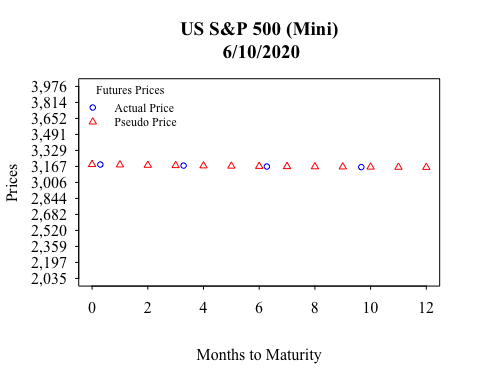 US S&P 500 (Mini)
6/10/2020
Futures Prices
Actual Price
Pseudo Price
Prices
3,976
3,814
3,652
3,491
3,329
3,167
3,006
2,844
2,682
2,520
2,359
2,197
2,035
0 2 4 6 8 10 12
Months to Maturity